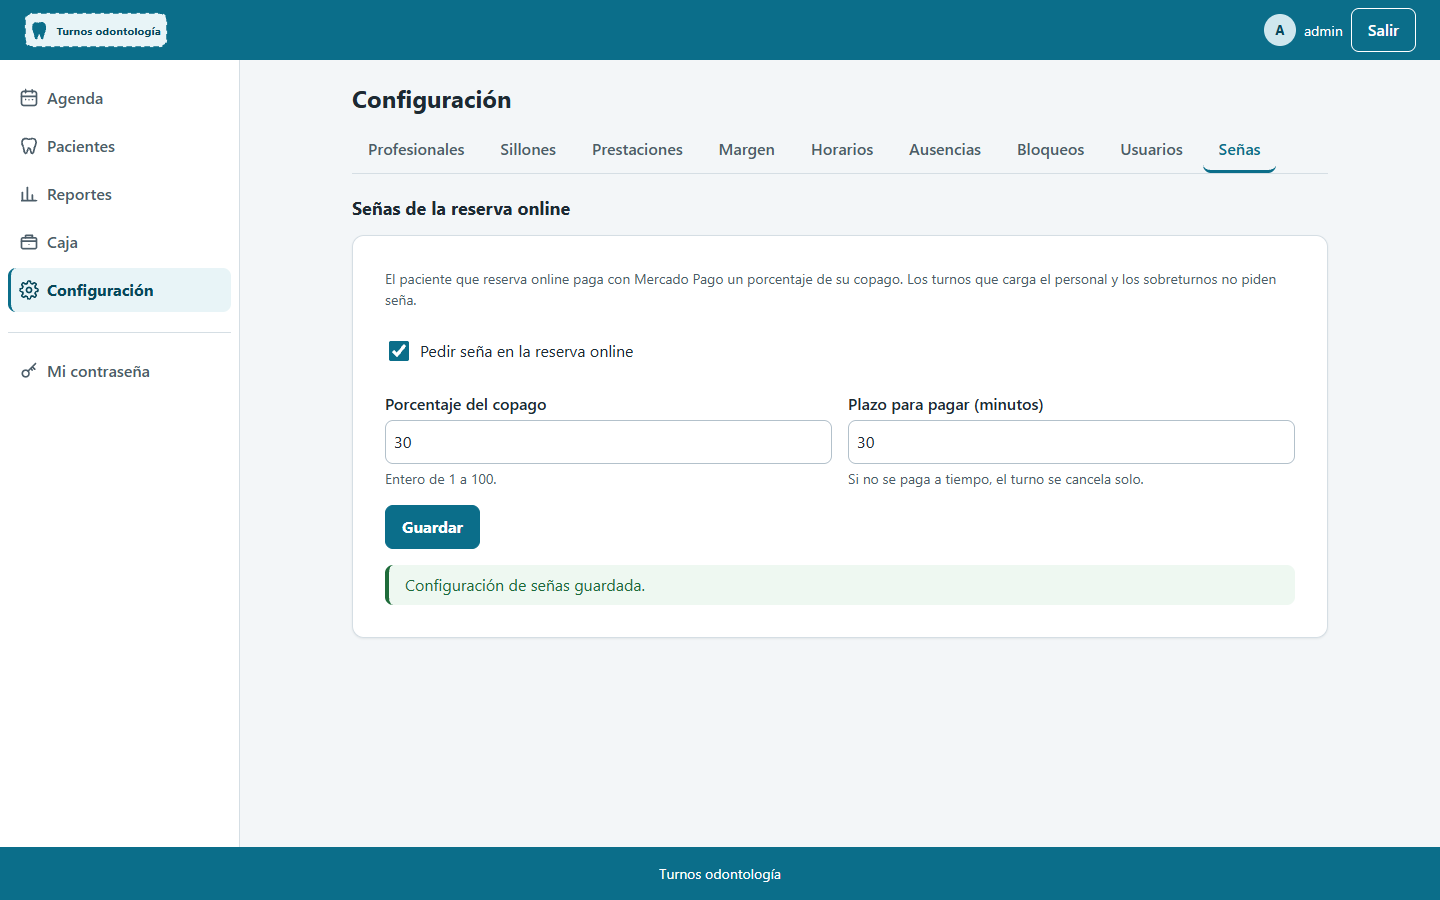 Turnos odontología
A admin Salir
Agenda
Pacientes
Reportes
Caja
Configuración
Mi contraseña
Configuración
Profesionales Sillones Prestaciones Margen Horarios Ausencias Bloqueos Usuarios Señas
Señas de la reserva online
El paciente que reserva online paga con Mercado Pago un porcentaje de su copago. Los turnos que carga el personal y los sobreturnos no piden
seña.
Pedir seña en la reserva online
Porcentaje del copago Plazo para pagar (minutos)
30 30
Entero de 1 a 100. Si no se paga a tiempo, el turno se cancela solo.
Guardar
Configuración de señas guardada.
Turnos odontología